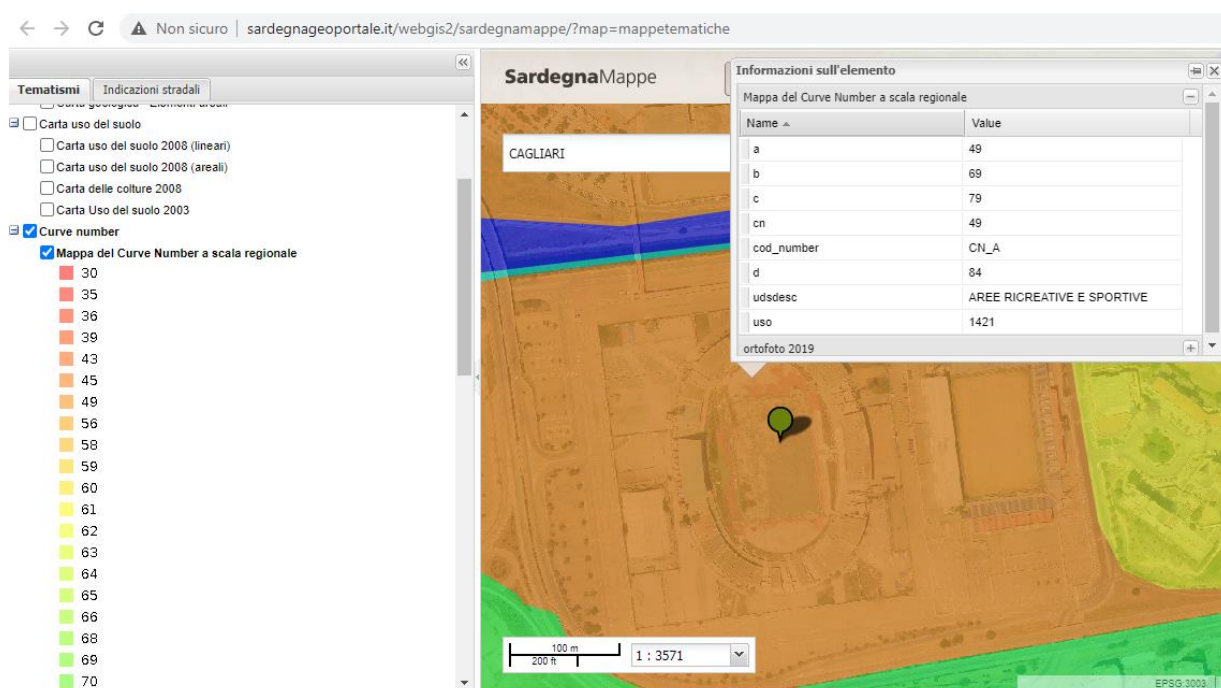 Non sicuro | sardegnageoportale.it/webgis2/sardegnamappe/?map=mappetematiche
Tematismi
Indicazioni stradali
Carta geologica - Elementi areali
Carta uso del suolo
Carta uso del suolo 2008 (lineari)
Carta uso del suolo 2008 (areali)
Carta delle colture 2008
Carta Uso del suolo 2003
Curve number
Mappa del Curve Number a scala regionale
30
35
36
39
43
45
49
56
58
59
60
61
62
63
64
65
66
68
69
70
SardegnaMappe
CAGLIARI
Informazioni sull'elemento
Mappa del Curve Number a scala regionale
Name Value
a 49
b 69
c 79
cn 49
cod_number CN_A
d 84
udsdesc AREE RICREATIVE E SPORTIVE
uso 1421
ortofoto 2019
100 m
200 ft
1 : 3571
EPSG:3003